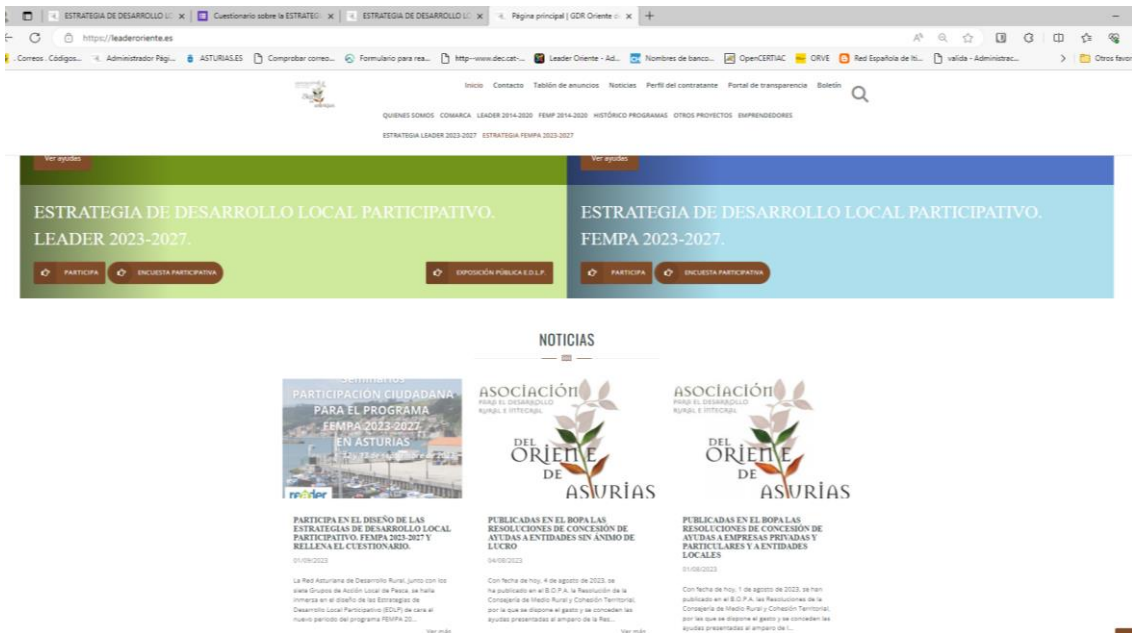 ESTRATEGIA DE DESARROLLO LO
Cuestionario sobre la ESTRATEG
ESTRATEGIA DE DESARROLLO LO
Página principal | GDR Oriente d
https://leaderoriente.es
. Correos . Códigos...
Administrador Pági...
ASTURIAS.ES
Comprobar correo...
Formulario para rea...
http--www.dec.cat-...
Leader Oriente - Ad...
Nombres de banco...
OpenCERTIAC
ORVE
Red Española de Iti...
valida - Administrac...
Otros favor
Inicio Contacto Tablón de anuncios Noticias Perfil del contratante Portal de transparencia Boletín
QUIENES SOMOS COMARCA LEADER 2014-2020 FEMP 2014-2020 HISTÓRICO PROGRAMAS OTROS PROYECTOS EMPRENDEDORES
ESTRATEGIA LEADER 2023-2027 ESTRATEGIA FEMPA 2023-2027
Ver ayudas
ESTRATEGIA DE DESARROLLO LOCAL PARTICIPATIVO.
LEADER 2023-2027.
PARTICIPA
ENCUESTA PARTICIPATIVA
EXPOSICIÓN PÚBLICA E.D.L.P.
Ver ayudas
ESTRATEGIA DE DESARROLLO LOCAL PARTICIPATIVO.
FEMPA 2023-2027.
PARTICIPA
ENCUESTA PARTICIPATIVA
NOTICIAS
Seminarios
PARTICIPACIÓN CIUDADANA
PARA EL PROGRAMA
FEMPA 2023-2027
EN ASTURIAS
reader
PARTICIPA EN EL DISEÑO DE LAS
ESTRATEGIAS DE DESARROLLO LOCAL
PARTICIPATIVO. FEMPA 2023-2027 Y
RELLENA EL CUESTIONARIO.
01/09/2023
La Red Asturiana de Desarrollo Rural, junto con los
siete Grupos de Acción Local de Pesca, se halla
inmersa en el diseño de las Estrategias de
Desarrollo Local Participativo (EDLP) de cara al
nuevo periodo del programa FEMPA 20...
Ver más
ASOCIACIÓN
PARA EL DESARROLLO
RURAL E INTEGRAL
DEL
ORIENTE
DE
ASTURIAS
PUBLICADAS EN EL BOPA LAS
RESOLUCIONES DE CONCESIÓN DE
AYUDAS A ENTIDADES SIN ÁNIMO DE
LUCRO
04/08/2023
Con fecha de hoy, 4 de agosto de 2023, se
ha publicado en el B.O.P.A. la Resolución de la
Consejería de Medio Rural y Cohesión Territorial,
por la que se dispone el gasto y se conceden las
ayudas presentadas al amparo de la Res...
Ver más
ASOCIACIÓN
PARA EL DESARROLLO
RURAL E INTEGRAL
DEL
ORIENTE
DE
ASTURIAS
PUBLICADAS EN EL BOPA LAS
RESOLUCIONES DE CONCESIÓN DE
AYUDAS A EMPRESAS PRIVADAS Y
PARTICULARES Y A ENTIDADES
LOCALES
01/08/2023
Con fecha de hoy, 1 de agosto de 2023, se han
publicado en el B.O.P.A. las Resoluciones de la
Consejería de Medio Rural y Cohesión Territorial,
por las que se dispone el gasto y se conceden las
ayudas presentadas al amparo de l...